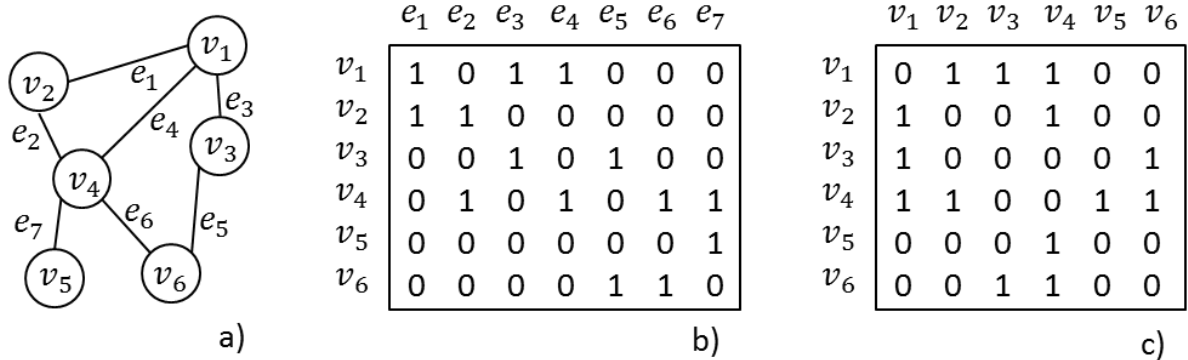 v₁
v₂
e₁
e₃
e₂
e₄
v₃
v₄
e₆
e₅
e₇
v₅
v₆
a)
e₁ e₂ e₃ e₄ e₅ e₆ e₇
v₁ 1 0 1 1 0 0 0
v₂ 1 1 0 0 0 0 0
v₃ 0 0 1 0 1 0 0
v₄ 0 1 0 1 0 1 1
v₅ 0 0 0 0 0 0 1
v₆ 0 0 0 0 1 1 0
b)
v₁ v₂ v₃ v₄ v₅ v₆
v₁ 0 1 1 1 0 0
v₂ 1 0 0 1 0 0
v₃ 1 0 0 0 0 1
v₄ 1 1 0 0 1 1
v₅ 0 0 0 1 0 0
v₆ 0 0 1 1 0 0
c)